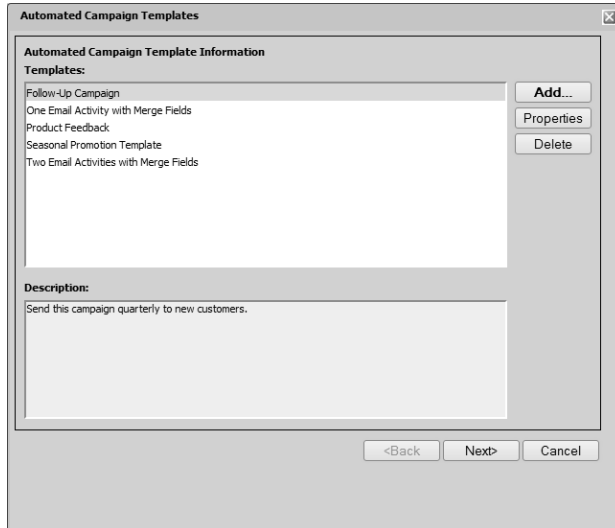 Automated Campaign Templates
Automated Campaign Template Information
Templates:
Follow-Up Campaign
One Email Activity with Merge Fields
Product Feedback
Seasonal Promotion Template
Two Email Activities with Merge Fields
Add...
Properties
Delete
Description:
Send this campaign quarterly to new customers.
<Back
Next>
Cancel